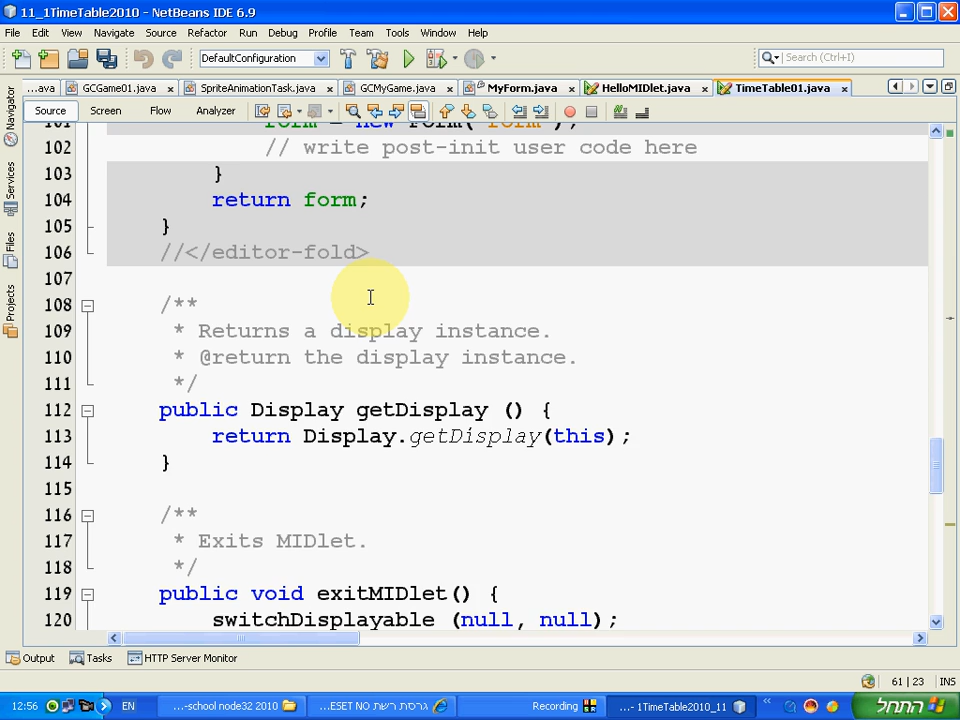 11_1TimeTable2010 - NetBeans IDE 6.9
File Edit View Navigate Source Refactor Run Debug Profile Team Tools Window Help
DefaultConfiguration
Search (Ctrl+I)
...ava GCGame01.java SpriteAnimationTask.java GCMyGame.java MyForm.java HelloMIDlet.java TimeTable01.java
Source Screen Flow Analyzer
Navigator
Services
Files
Projects
101 form = new Form("form");
102 // write post-init user code here
103 }
104 return form;
105 }
106 //</editor-fold>
107
108 /**
109 * Returns a display instance.
110 * @return the display instance.
111 */
112 public Display getDisplay () {
113 return Display.getDisplay(this);
114 }
115
116 /**
117 * Exits MIDlet.
118 */
119 public void exitMIDlet() {
120 switchDisplayable (null, null);
Output Tasks HTTP Server Monitor
61 | 23 INS
12:56 EN ...-school node32 2010 ...ESET NO גרסת רשת Recording ...- 1TimeTable2010_11 התחל